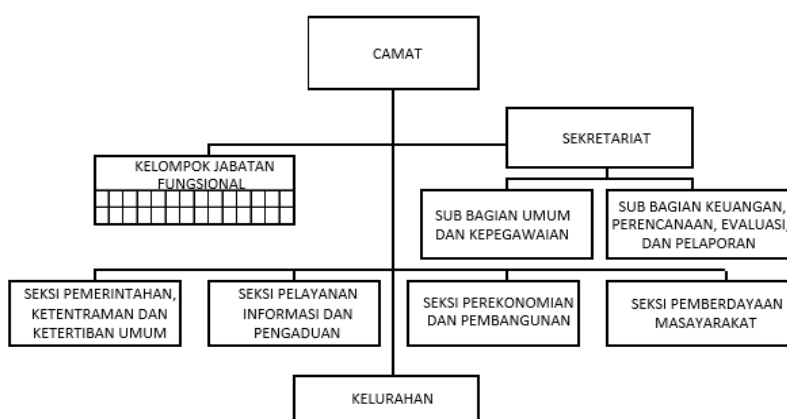 CAMAT
SEKRETARIAT
KELOMPOK JABATAN
FUNGSIONAL
SUB BAGIAN UMUM
DAN KEPEGAWAIAN
SUB BAGIAN KEUANGAN,
PERENCANAAN, EVALUASI,
DAN PELAPORAN
SEKSI PEMERINTAHAN,
KETENTRAMAN DAN
KETERTIBAN UMUM
SEKSI PELAYANAN
INFORMASI DAN
PENGADUAN
SEKSI PEREKONOMIAN
DAN PEMBANGUNAN
SEKSI PEMBERDAYAAN
MASAYARAKAT
KELURAHAN